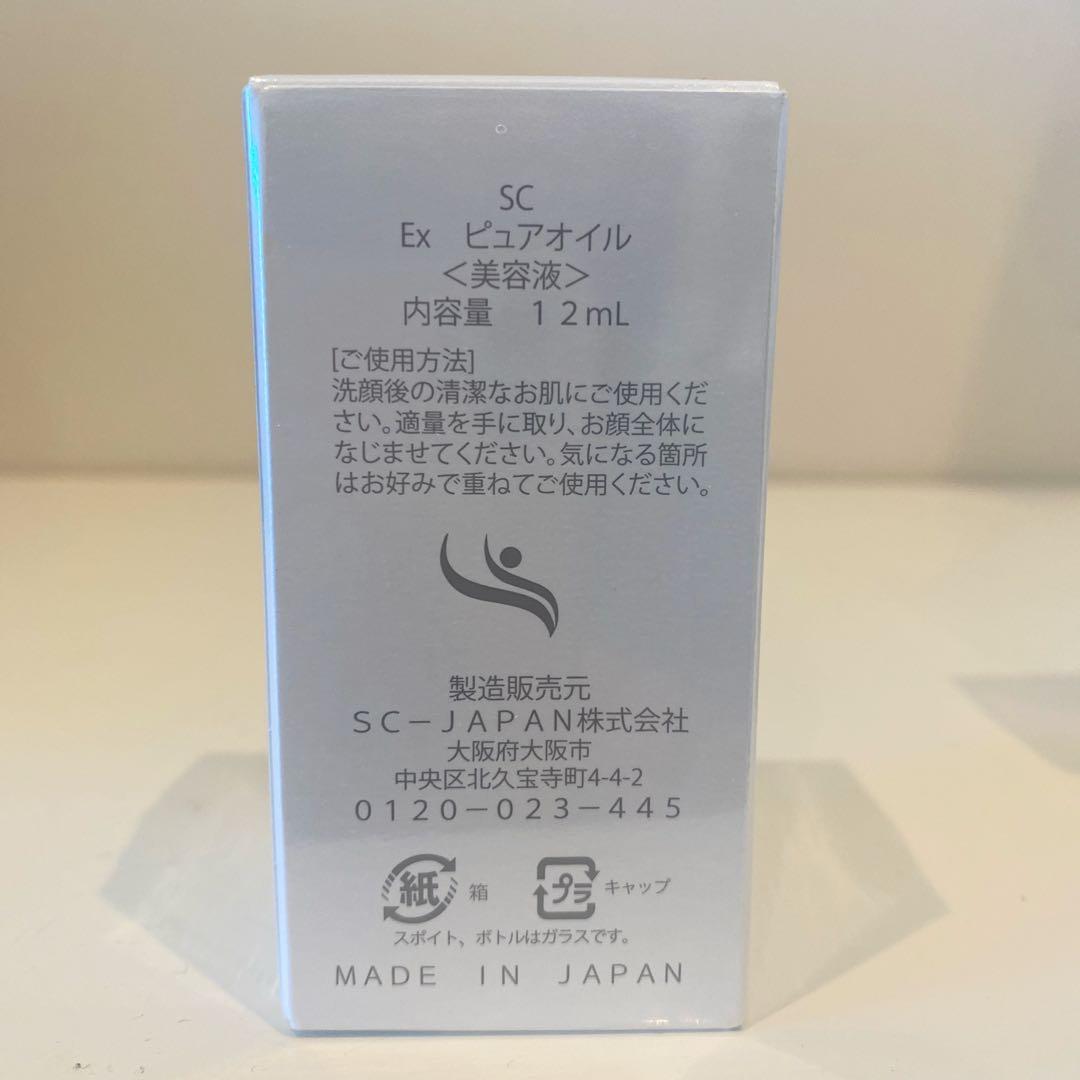 SC
Ex　ピュアオイル
＜美容液＞
内容量　１２mL
[ご使用方法]
洗顔後の清潔なお肌にご使用くだ
さい。適量を手に取り、お顔全体に
なじませてください。気になる箇所
はお好みで重ねてご使用ください。
製造販売元
ＳＣ－ＪＡＰＡＮ株式会社
大阪府大阪市
中央区北久宝寺町4-4-2
０１２０－０２３－４４５
紙 箱 プラ キャップ
スポイト、ボトルはガラスです。
ＭＡＤＥ　ＩＮ　ＪＡＰＡＮ